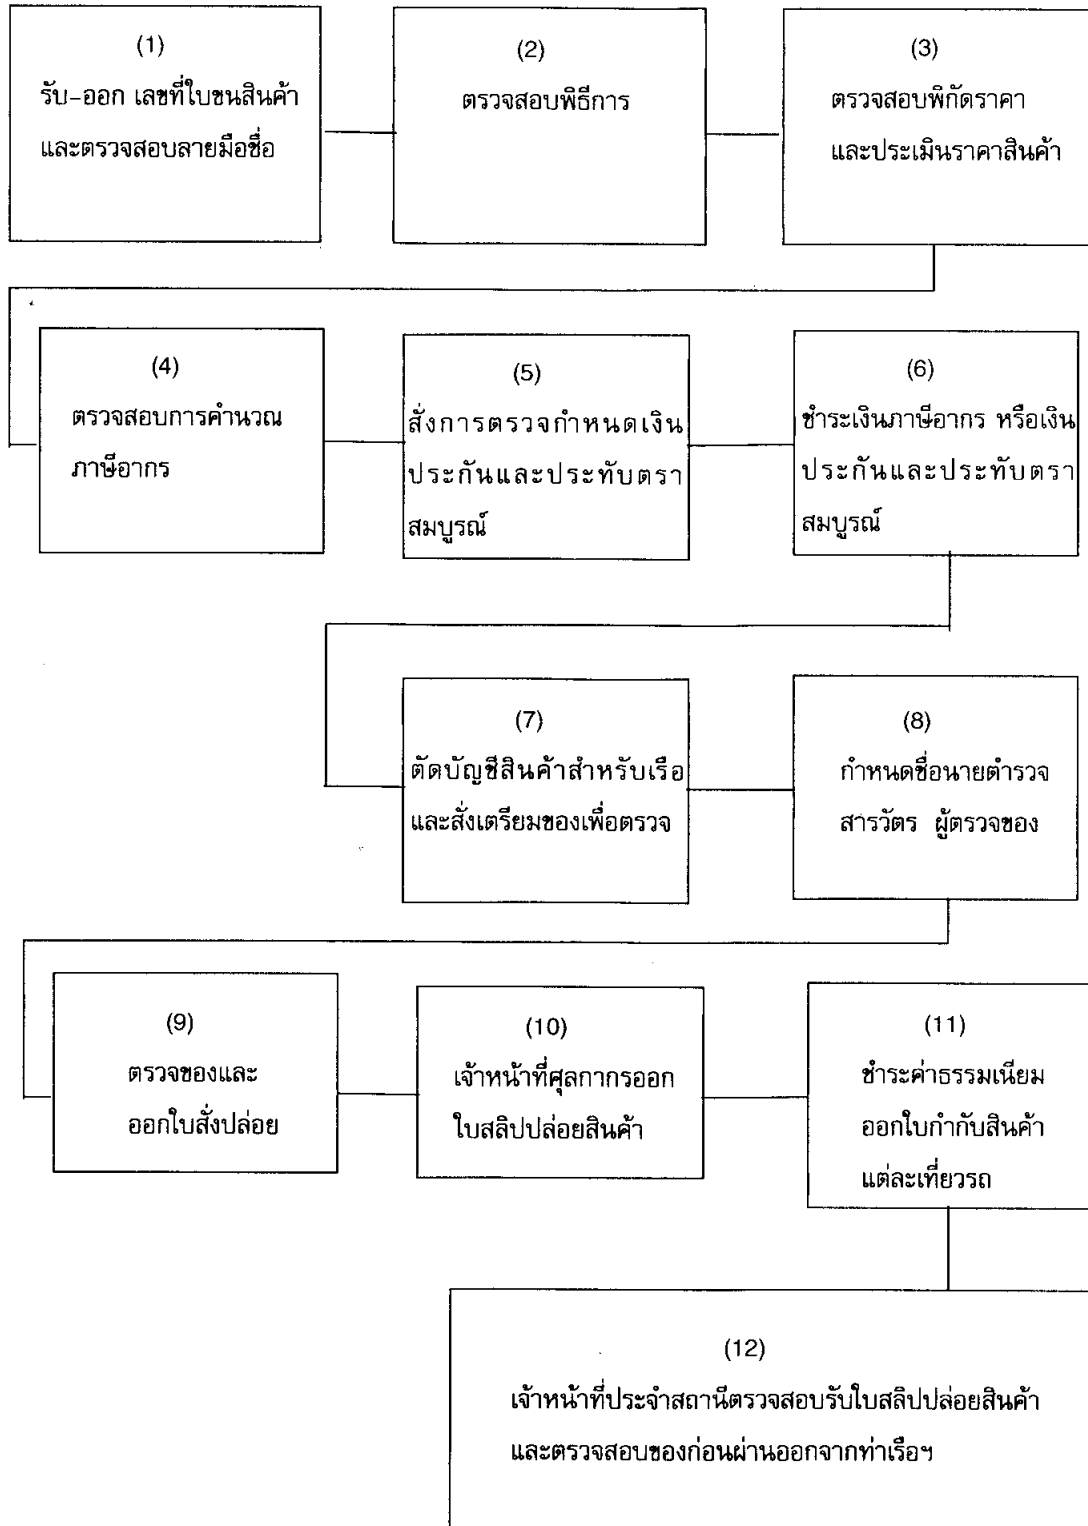 (1)
รับ-ออก เลขที่ใบขนสินค้า
และตรวจสอบลายมือชื่อ
(2)
ตรวจสอบพิธีการ
(3)
ตรวจสอบพิกัดราคา
และประเมินราคาสินค้า
(4)
ตรวจสอบการคำนวณ
ภาษีอากร
(5)
สั่งการตรวจกำหนดเงิน
ประกันและประทับตรา
สมบูรณ์
(6)
ชำระเงินภาษีอากร หรือเงิน
ประกันและประทับตรา
สมบูรณ์
(7)
ตัดบัญชีสินค้าสำหรับเรือ
และสั่งเตรียมของเพื่อตรวจ
(8)
กำหนดชื่อนายตำรวจ
สารวัตร ผู้ตรวจของ
(9)
ตรวจของและ
ออกใบสั่งปล่อย
(10)
เจ้าหน้าที่ศุลกากรออก
ใบสลิปปล่อยสินค้า
(11)
ชำระค่าธรรมเนียม
ออกใบกำกับสินค้า
แต่ละเที่ยวรถ
(12)
เจ้าหน้าที่ประจำสถานีตรวจสอบรับใบสลิปปล่อยสินค้า
และตรวจสอบของก่อนผ่านออกจากท่าเรือฯ